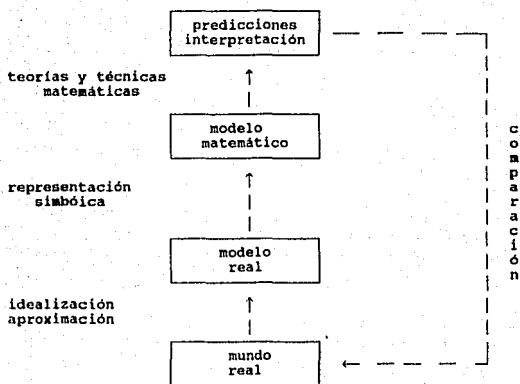 predicciones
interpretación
teorías y técnicas
matemáticas
modelo
matemático
representación
simbóica
modelo
real
idealización
aproximación
mundo
real
comparación